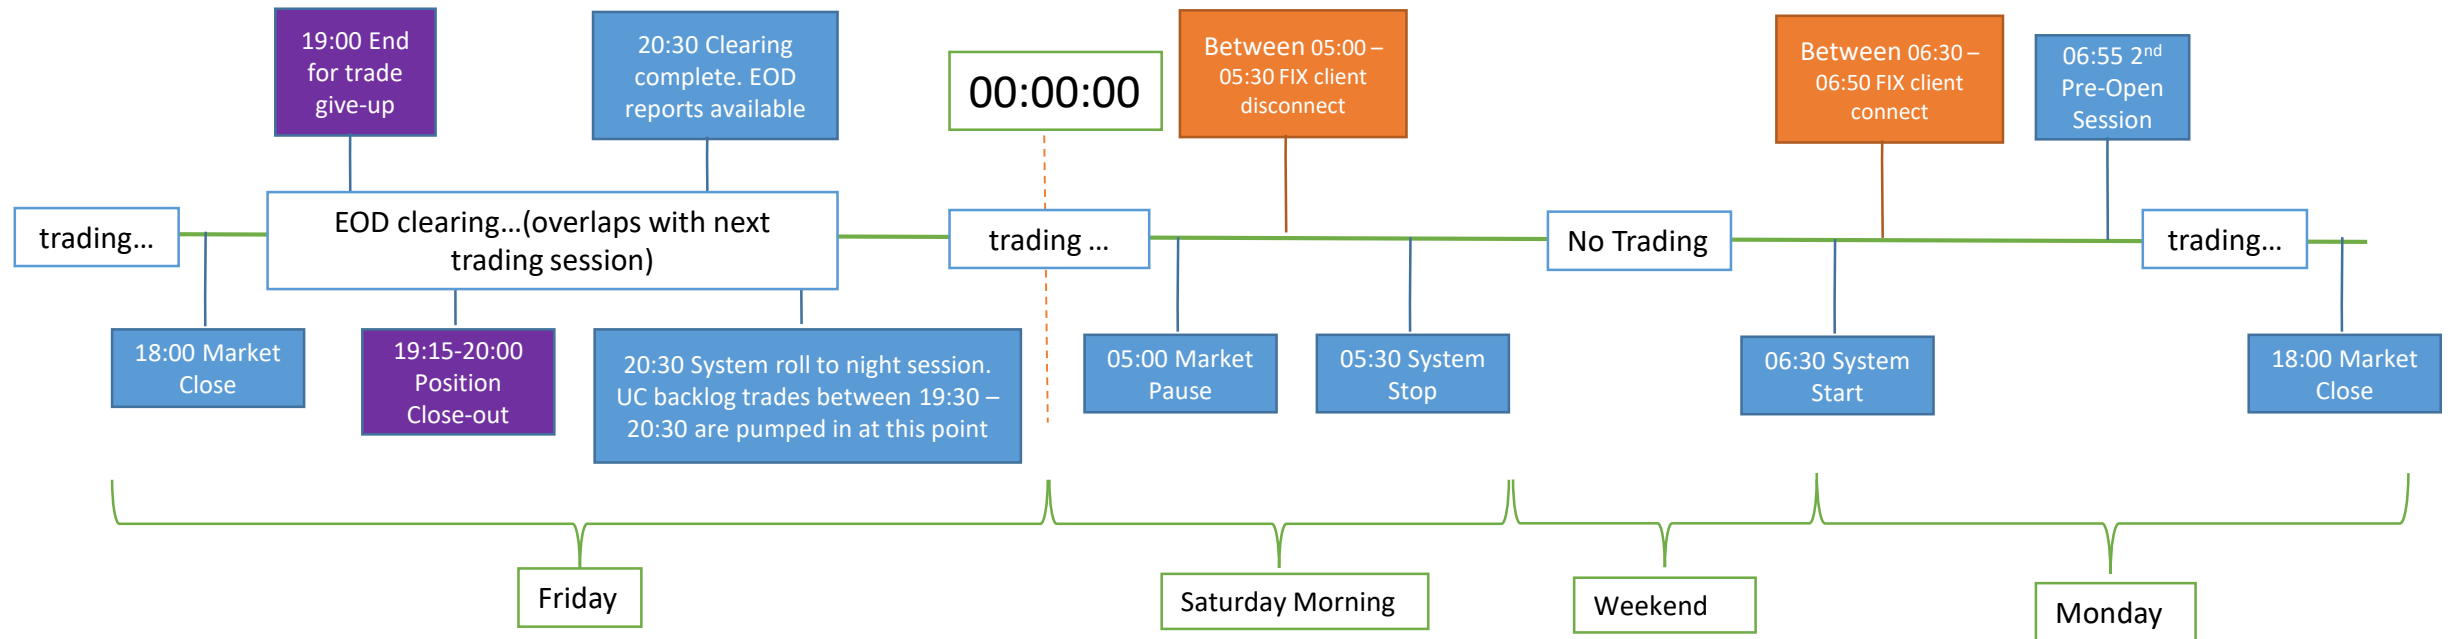 19:00 End
for trade
give-up
20:30 Clearing
complete. EOD
reports available
00:00:00
Between 05:00 –
05:30 FIX client
disconnect
Between 06:30 –
06:50 FIX client
connect
06:55 2nd
Pre-Open
Session
trading...
EOD clearing...(overlaps with next
trading session)
trading ...
No Trading
trading...
18:00 Market
Close
19:15-20:00
Position
Close-out
20:30 System roll to night session.
UC backlog trades between 19:30 –
20:30 are pumped in at this point
05:00 Market
Pause
05:30 System
Stop
06:30 System
Start
18:00 Market
Close
Friday
Saturday Morning
Weekend
Monday